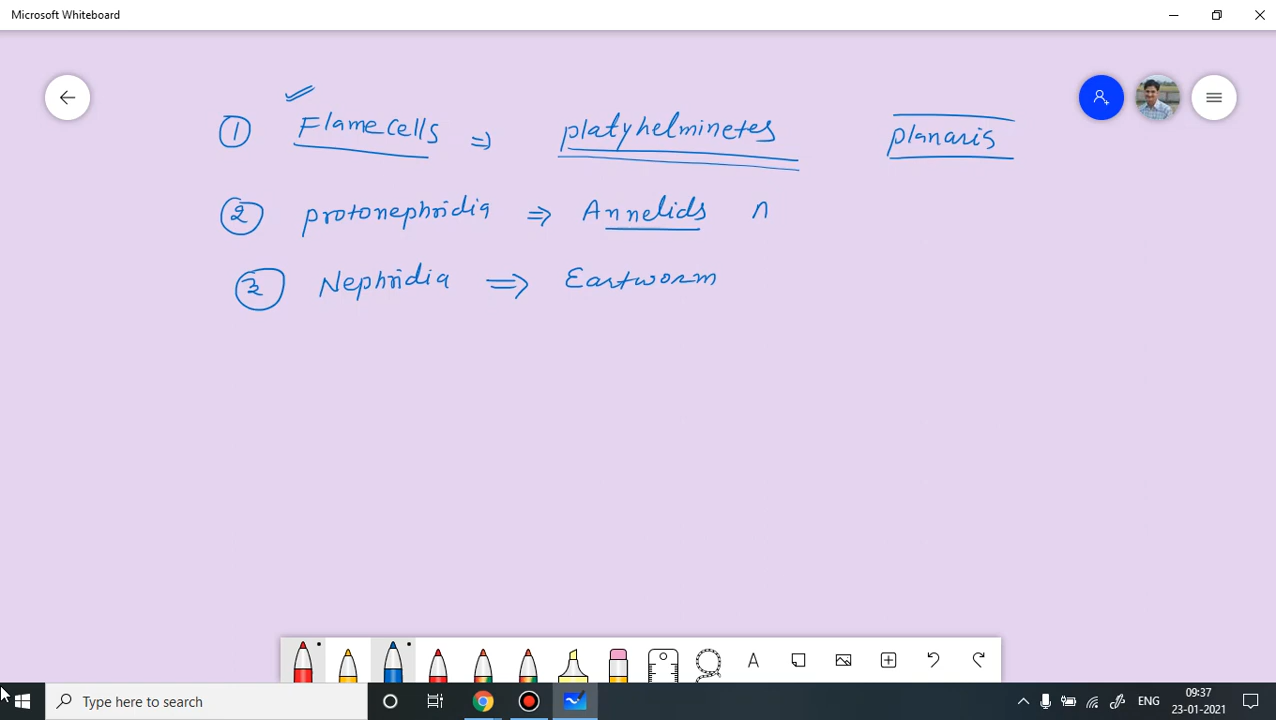 Microsoft Whiteboard
① Flame cells ⇒ platyhelminetes planaris
② protonephridia ⇒ Annelids n
③ Nephridia ⇒ Eartworm
A
Type here to search
ENG
09:37
23-01-2021